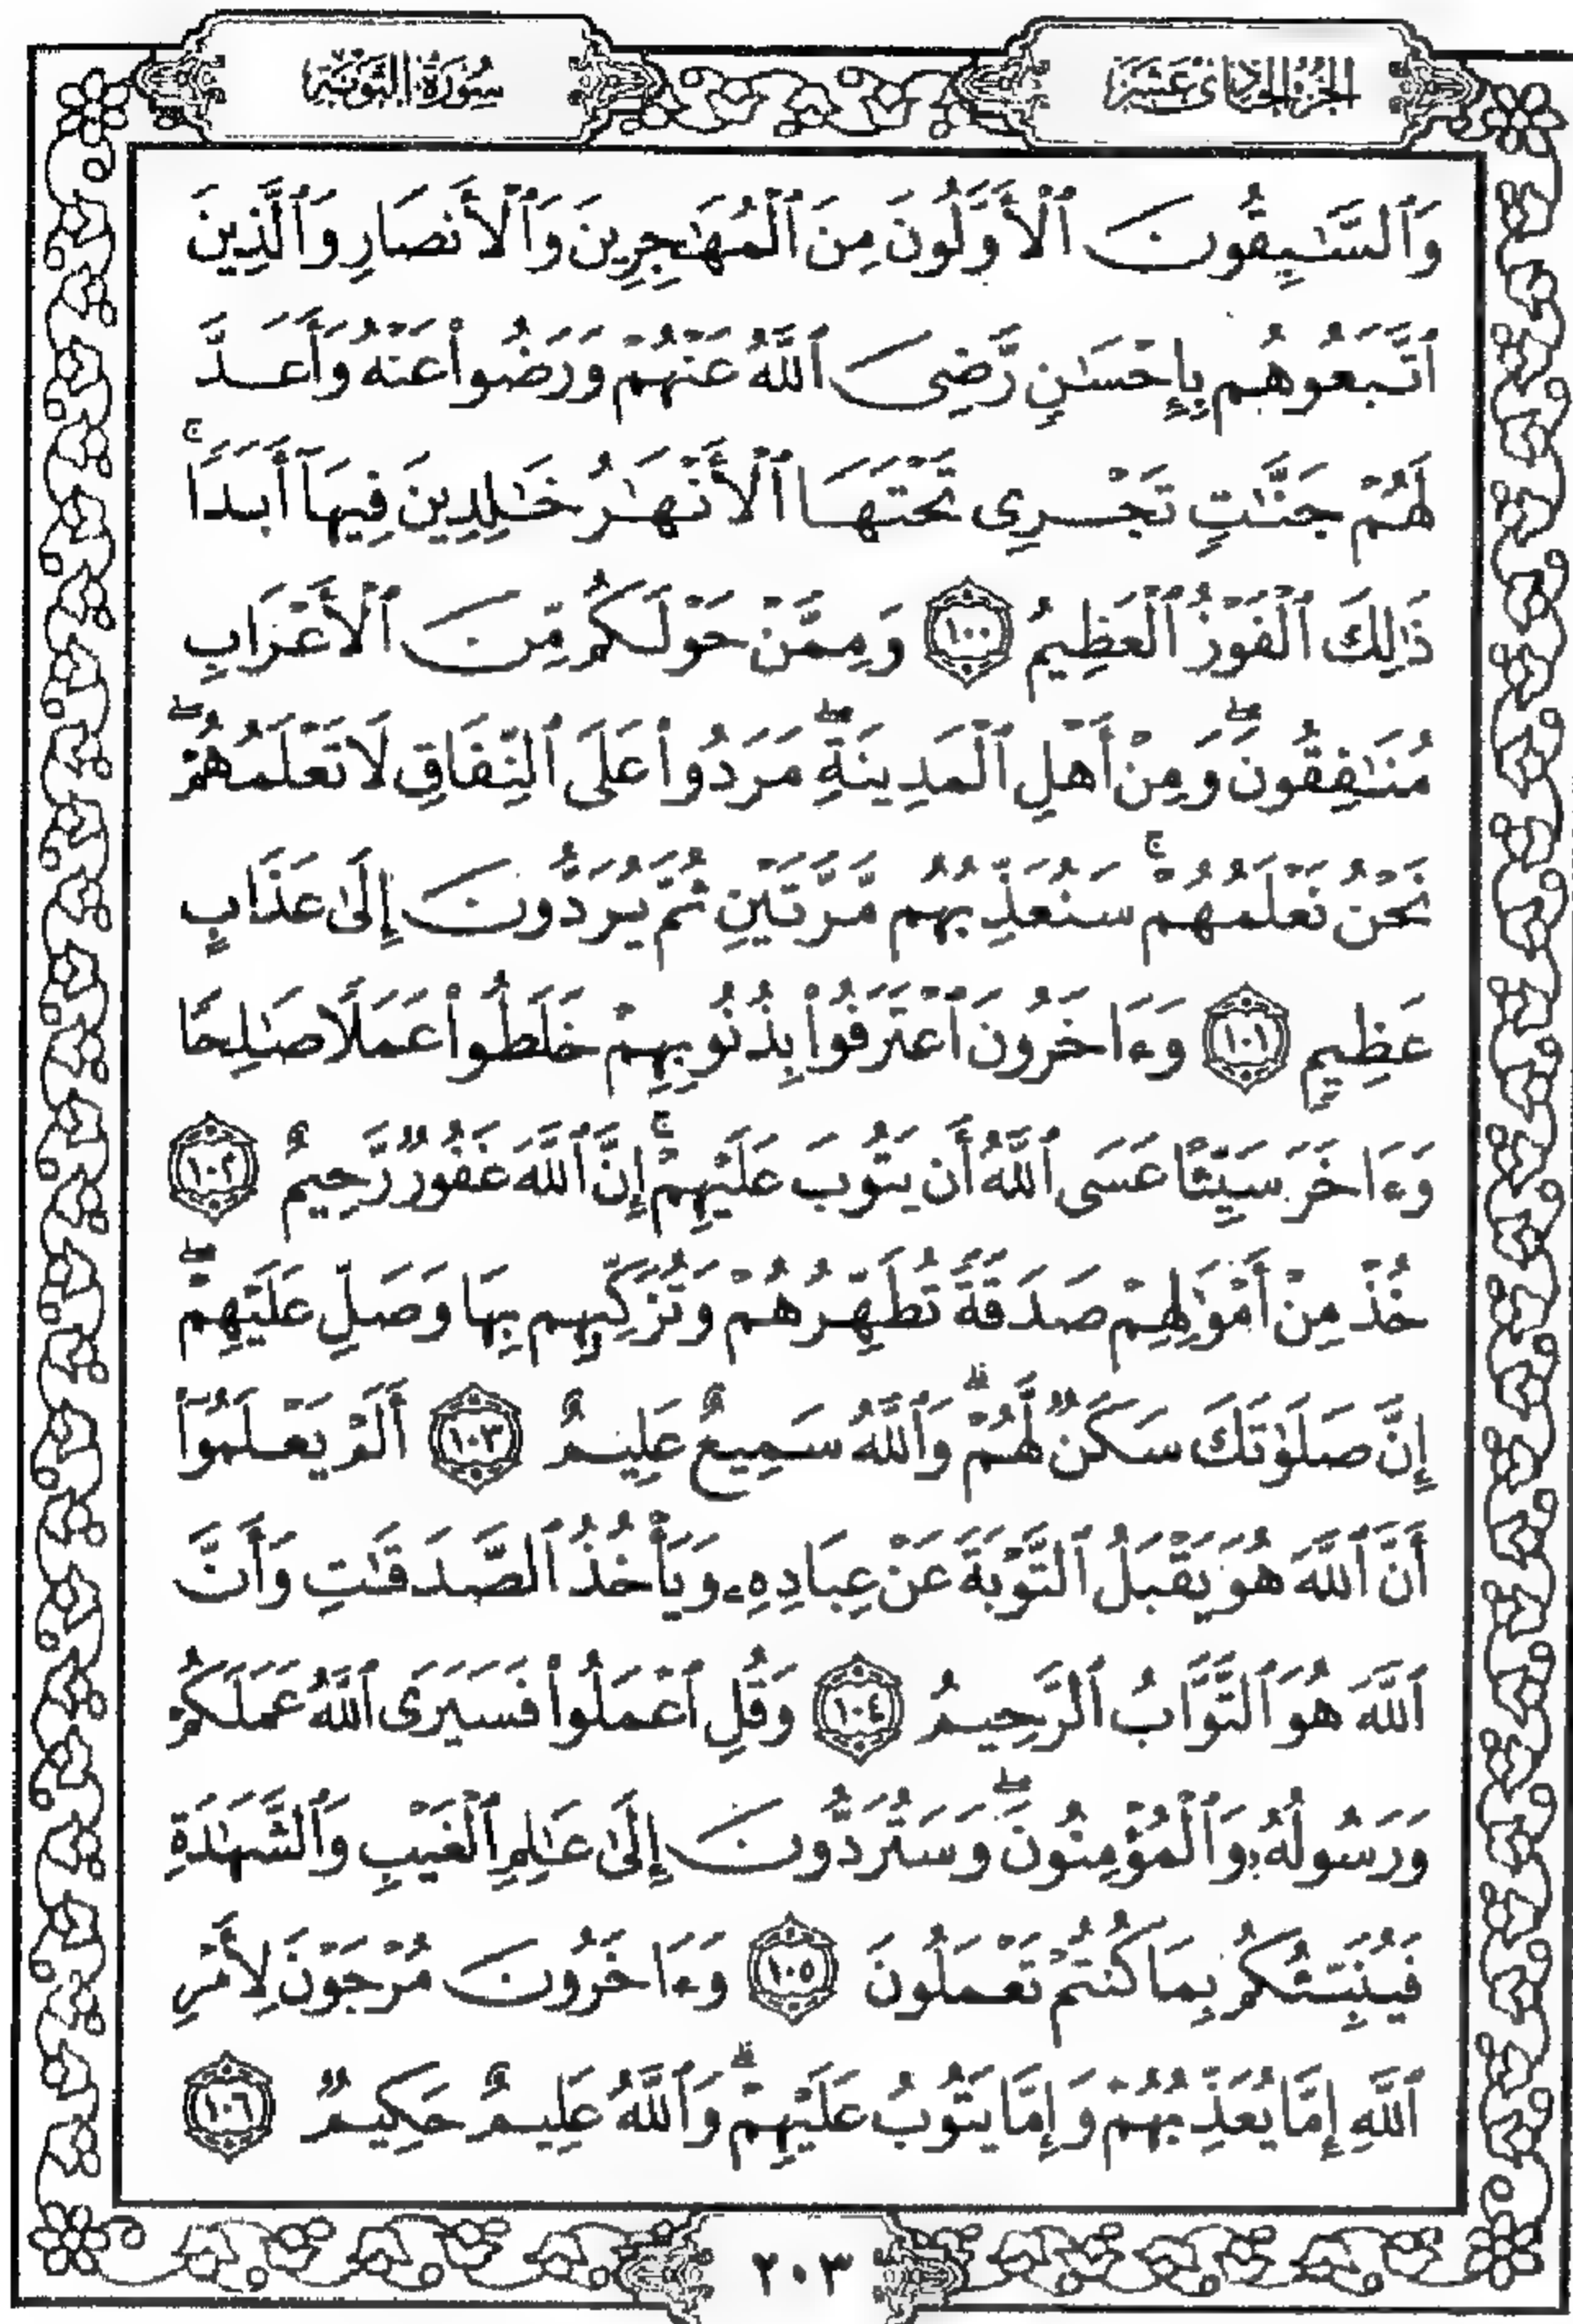 الجزء الحادى عشر
سورة التوبة
وَٱلسَّـٰبِقُونَ ٱلْأَوَّلُونَ مِنَ ٱلْمُهَـٰجِرِينَ وَٱلْأَنصَارِ وَٱلَّذِينَ
ٱتَّبَعُوهُم بِإِحْسَـٰنٍ رَّضِىَ ٱللَّهُ عَنْهُمْ وَرَضُوا۟ عَنْهُ وَأَعَدَّ
لَهُمْ جَنَّـٰتٍ تَجْرِى تَحْتَهَا ٱلْأَنْهَـٰرُ خَـٰلِدِينَ فِيهَآ أَبَدًا ۚ
ذَٰلِكَ ٱلْفَوْزُ ٱلْعَظِيمُ ١٠٠ وَمِمَّنْ حَوْلَكُم مِّنَ ٱلْأَعْرَابِ
مُنَـٰفِقُونَ ۖ وَمِنْ أَهْلِ ٱلْمَدِينَةِ ۖ مَرَدُوا۟ عَلَى ٱلنِّفَاقِ لَا تَعْلَمُهُمْ ۖ
نَحْنُ نَعْلَمُهُمْ ۚ سَنُعَذِّبُهُم مَّرَّتَيْنِ ثُمَّ يُرَدُّونَ إِلَىٰ عَذَابٍ
عَظِيمٍ ١٠١ وَءَاخَرُونَ ٱعْتَرَفُوا۟ بِذُنُوبِهِمْ خَلَطُوا۟ عَمَلًا صَـٰلِحًا
وَءَاخَرَ سَيِّئًا عَسَى ٱللَّهُ أَن يَتُوبَ عَلَيْهِمْ ۚ إِنَّ ٱللَّهَ غَفُورٌ رَّحِيمٌ ١٠٢
خُذْ مِنْ أَمْوَٰلِهِمْ صَدَقَةً تُطَهِّرُهُمْ وَتُزَكِّيهِم بِهَا وَصَلِّ عَلَيْهِمْ ۖ
إِنَّ صَلَوٰتَكَ سَكَنٌ لَّهُمْ ۗ وَٱللَّهُ سَمِيعٌ عَلِيمٌ ١٠٣ أَلَمْ يَعْلَمُوٓا۟
أَنَّ ٱللَّهَ هُوَ يَقْبَلُ ٱلتَّوْبَةَ عَنْ عِبَادِهِۦ وَيَأْخُذُ ٱلصَّدَقَـٰتِ وَأَنَّ
ٱللَّهَ هُوَ ٱلتَّوَّابُ ٱلرَّحِيمُ ١٠٤ وَقُلِ ٱعْمَلُوا۟ فَسَيَرَى ٱللَّهُ عَمَلَكُمْ
وَرَسُولُهُۥ وَٱلْمُؤْمِنُونَ ۖ وَسَتُرَدُّونَ إِلَىٰ عَـٰلِمِ ٱلْغَيْبِ وَٱلشَّهَـٰدَةِ
فَيُنَبِّئُكُم بِمَا كُنتُمْ تَعْمَلُونَ ١٠٥ وَءَاخَرُونَ مُرْجَوْنَ لِأَمْرِ
ٱللَّهِ إِمَّا يُعَذِّبُهُمْ وَإِمَّا يَتُوبُ عَلَيْهِمْ ۗ وَٱللَّهُ عَلِيمٌ حَكِيمٌ ١٠٦
٢٠٣